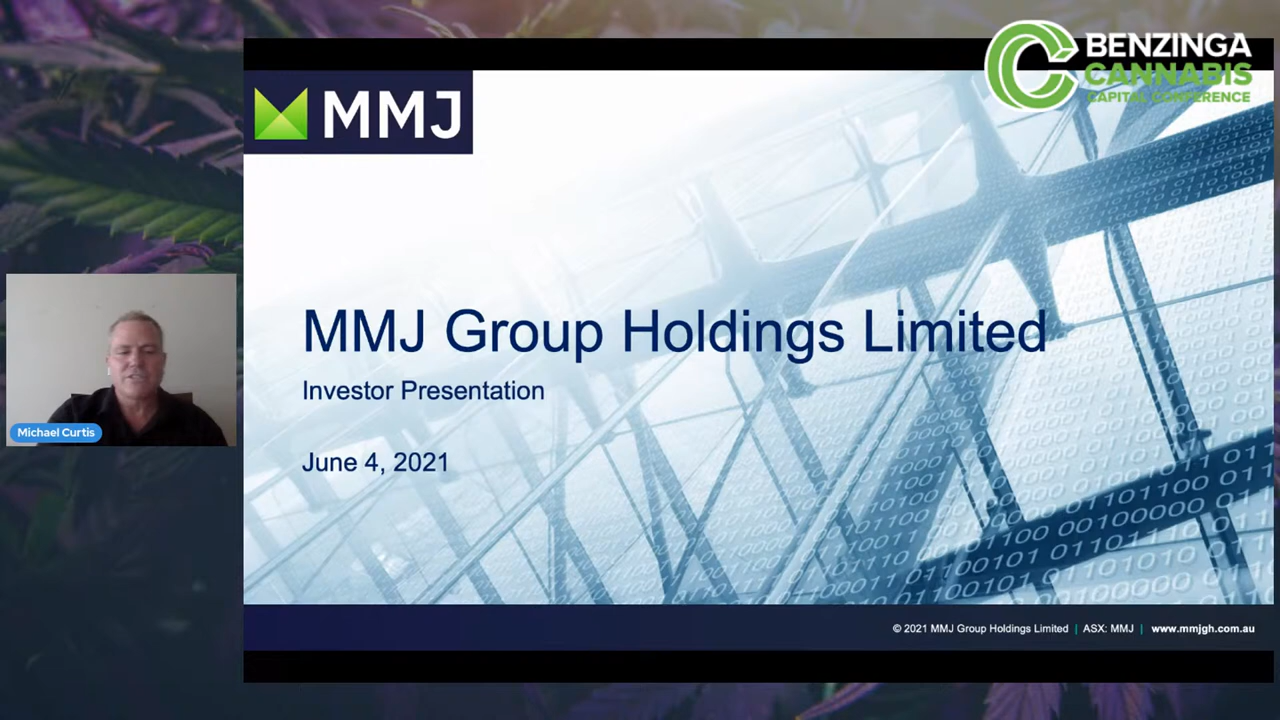 BENZINGA
CANNABIS
CAPITAL CONFERENCE
MMJ
MMJ Group Holdings Limited
Investor Presentation
June 4, 2021
Michael Curtis
© 2021 MMJ Group Holdings Limited | ASX: MMJ | www.mmjgh.com.au